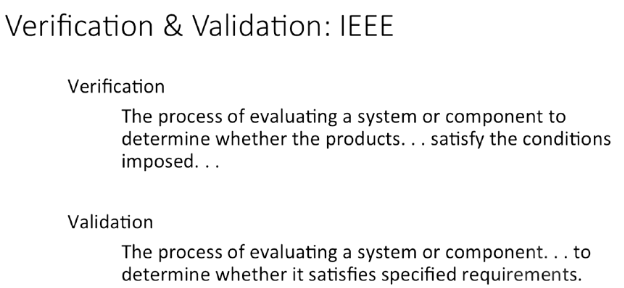 Verification & Validation: IEEE
Verification
The process of evaluating a system or component to
determine whether the products. . . satisfy the conditions
imposed. . .
Validation
The process of evaluating a system or component. . . to
determine whether it satisfies specified requirements.